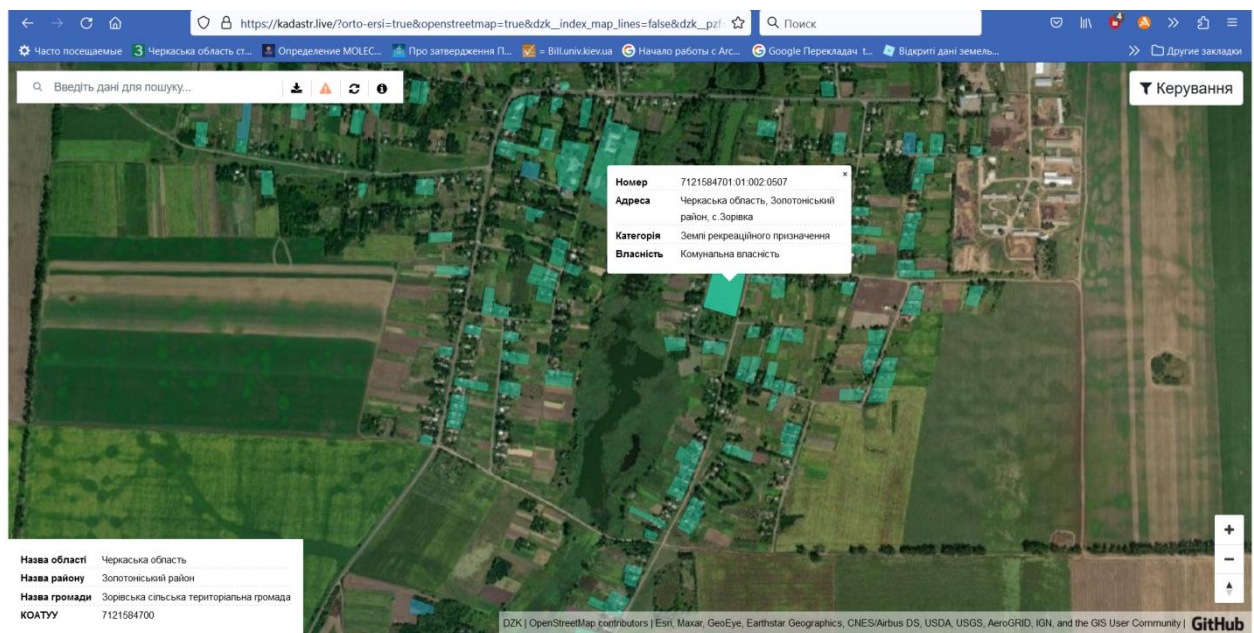 https://kadastr.live/?orto-ersi=true&openstreetmap=true&dzk__index_map_lines=false&dzk__pzf=
Поиск
4
Часто посещаемые
Черкаська область ст...
Определение MOLEC...
Про затвердження П...
= Bill.univ.kiev.ua
Начало работы с Arc...
Google Перекладач t...
Відкриті дані земель...
Другие закладки
Введіть дані для пошуку...
Керування
Номер 7121584701:01:002:0507
Адреса Черкаська область, Золотоніський
район, с.Зорівка
Категорія Землі рекреаційного призначення
Власність Комунальна власність
Назва області Черкаська область
Назва району Золотоніський район
Назва громади Зорівська сільська територіальна громада
КОАТУУ 7121584700
DZK | OpenStreetMap contributors | Esri, Maxar, GeoEye, Earthstar Geographics, CNES/Airbus DS, USDA, USGS, AeroGRID, IGN, and the GIS User Community | GitHub